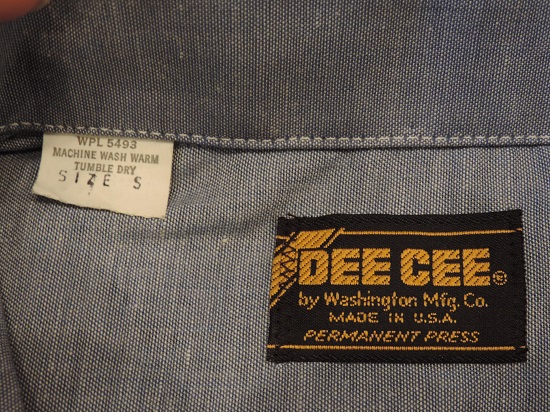 WPL 5493
MACHINE WASH WARM
TUMBLE DRY
SIZE S
DEE CEE ®
by Washington Mfg. Co.
MADE IN U.S.A.
PERMANENT PRESS